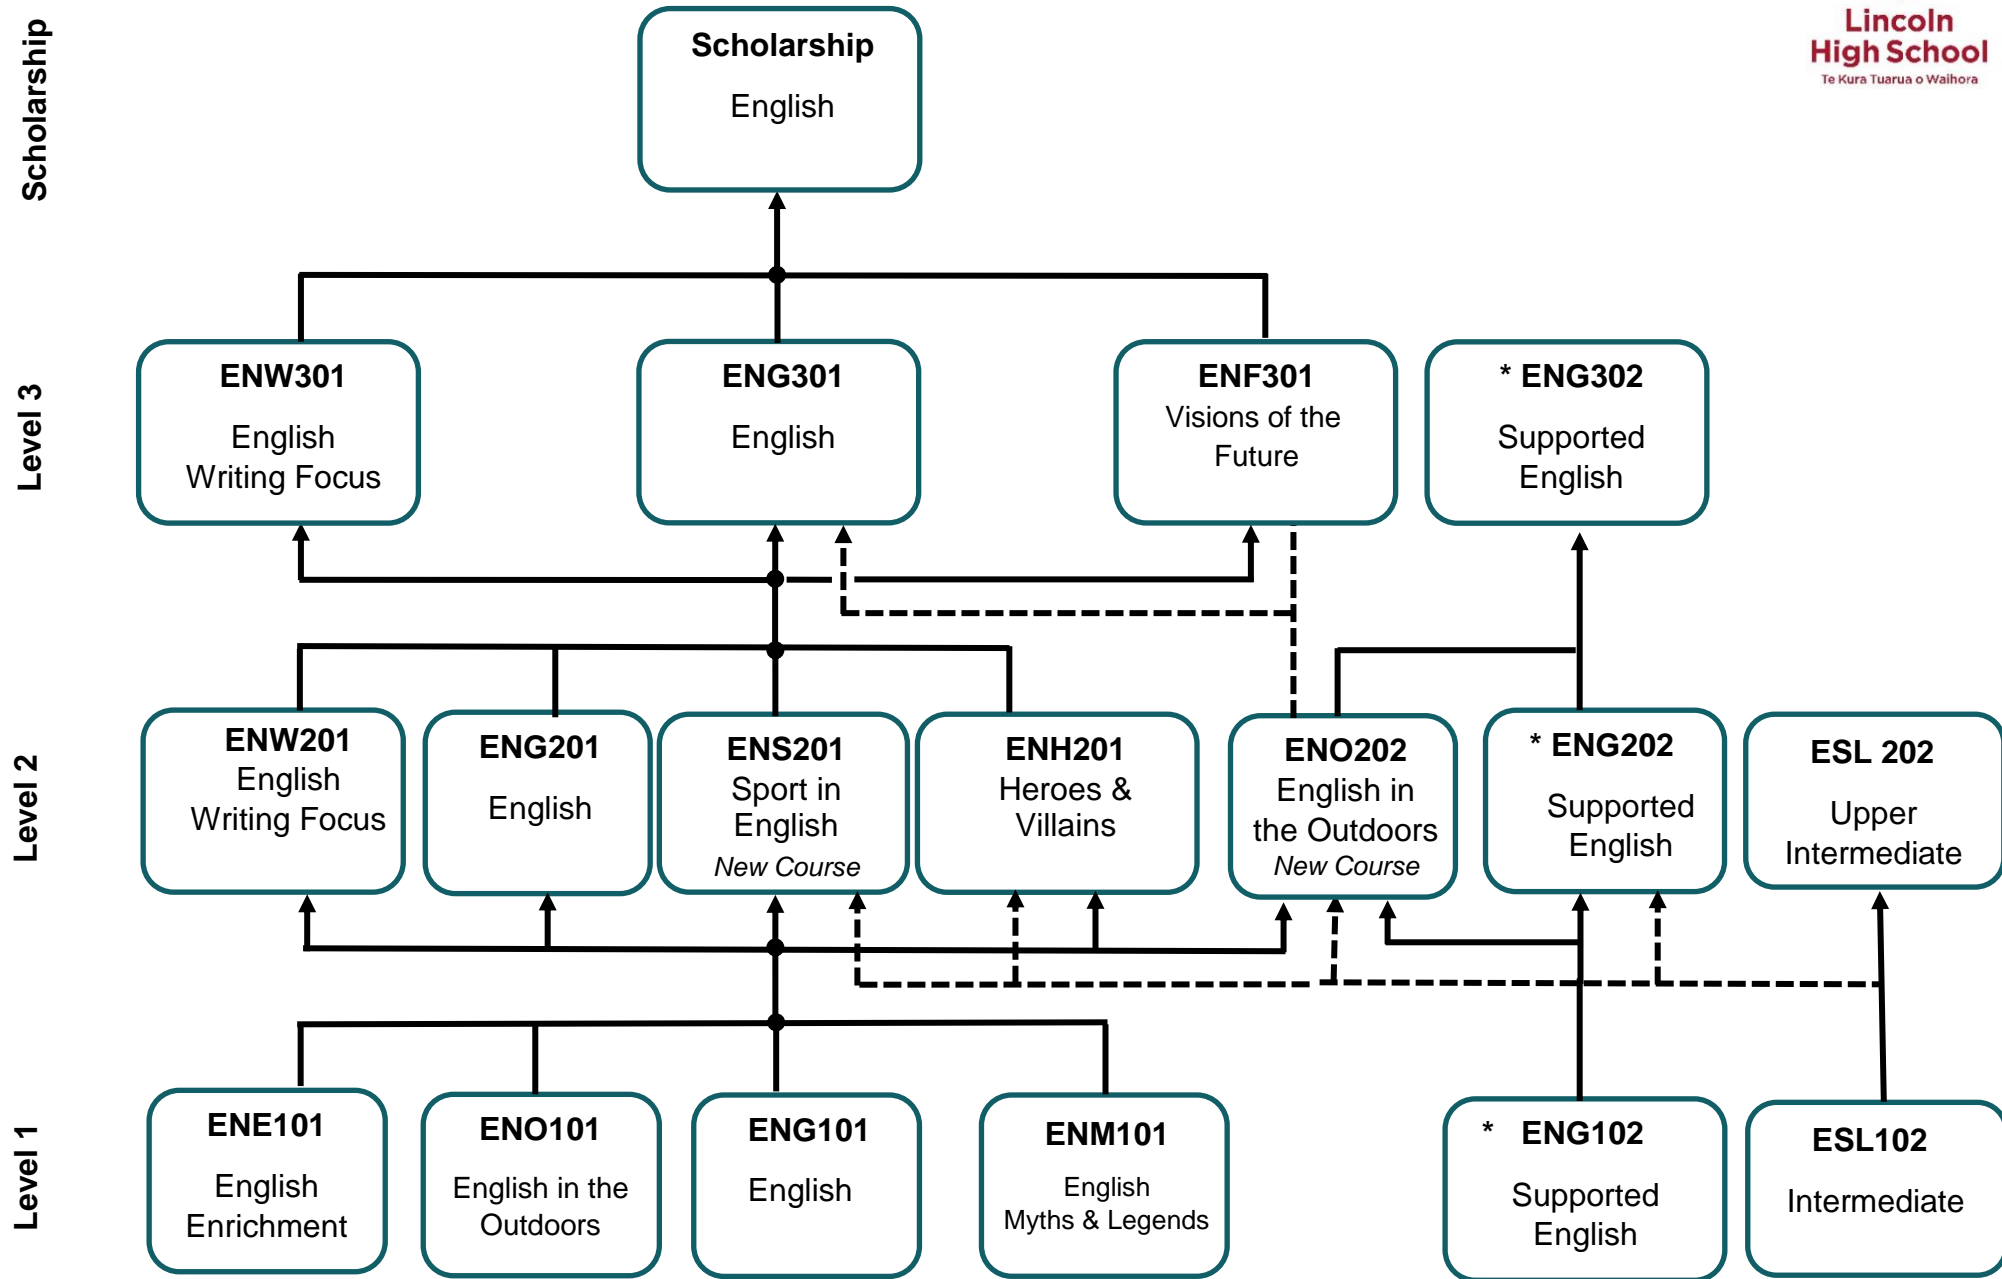 Lincoln
High School
Te Kura Tuarua o Waihora
Scholarship
Scholarship
English
Level 3
ENW301
English
Writing Focus
ENG301
English
ENF301
Visions of the
Future
* ENG302
Supported
English
Level 2
ENW201
English
Writing Focus
ENG201
English
ENS201
Sport in
English
New Course
ENH201
Heroes &
Villains
ENO202
English in
the Outdoors
New Course
* ENG202
Supported
English
ESL 202
Upper
Intermediate
Level 1
ENE101
English
Enrichment
ENO101
English in the
Outdoors
ENG101
English
ENM101
English
Myths & Legends
* ENG102
Supported
English
ESL102
Intermediate